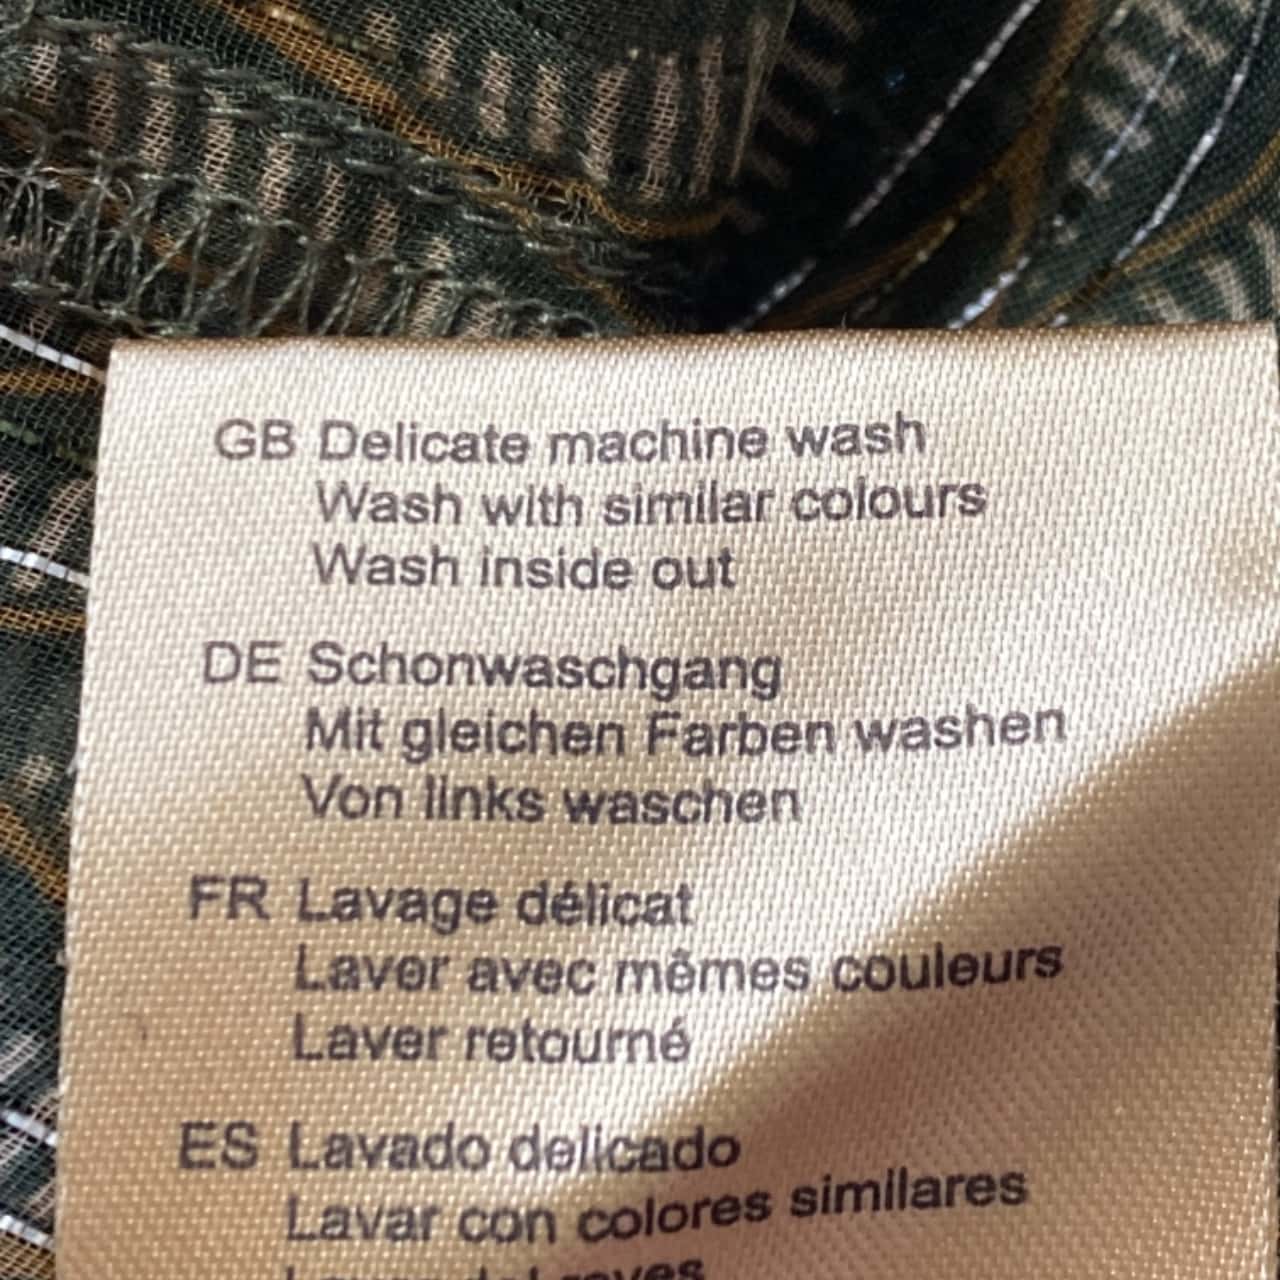 GB Delicate machine wash
Wash with similar colours
Wash inside out
DE Schonwaschgang
Mit gleichen Farben washen
Von links waschen
FR Lavage délicat
Laver avec mêmes couleurs
Laver retourné
ES Lavado delicado
Lavar con colores similares